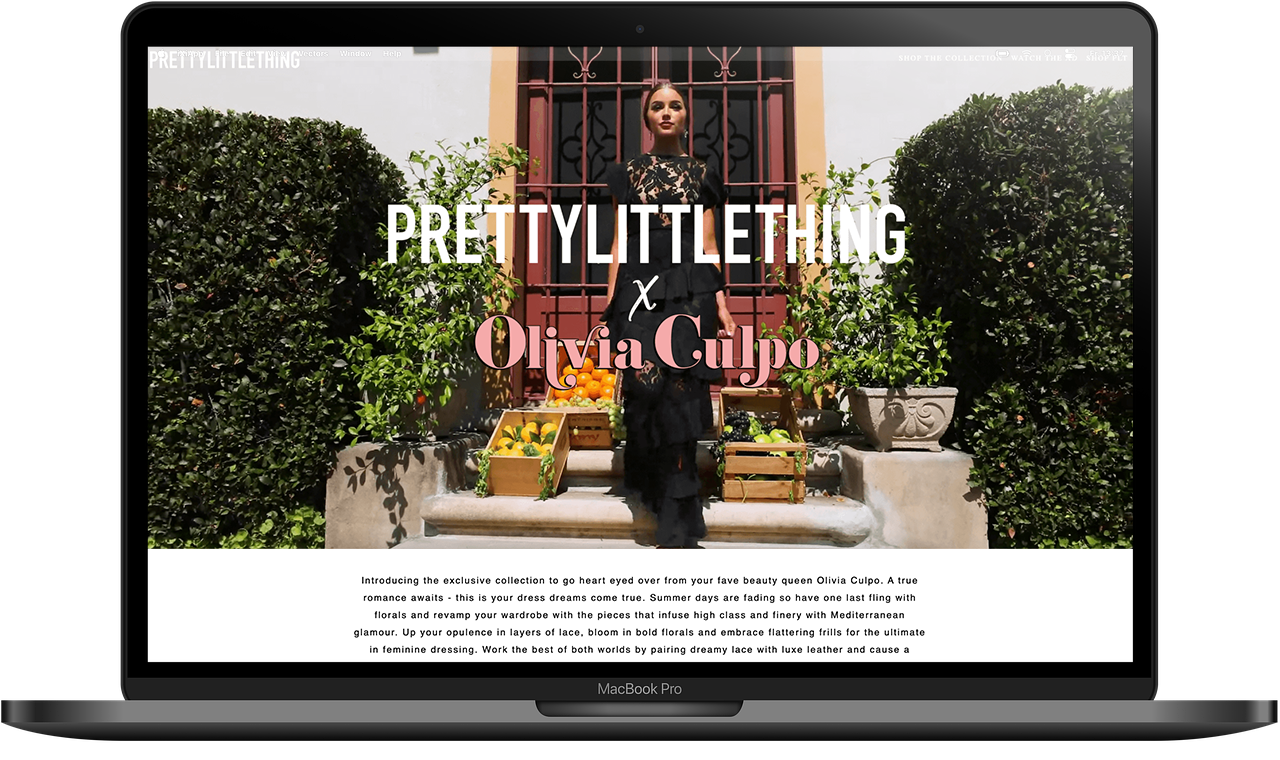 PRETTYLITTLETHING
SHOP THE COLLECTION WATCH THE SHOP PLT
PRETTYLITTLETHING
X
Olivia Culpo
Introducing the exclusive collection to go heart eyed over from your fave beauty queen Olivia Culpo. A true
romance awaits - this is your dress dreams come true. Summer days are fading so have one last fling with
florals and revamp your wardrobe with the pieces that infuse high class and finery with Mediterranean
glamour. Up your opulence in layers of lace, bloom in bold florals and embrace flattering frills for the ultimate
in feminine dressing. Work the best of both worlds by pairing dreamy lace with luxe leather and cause a
MacBook Pro